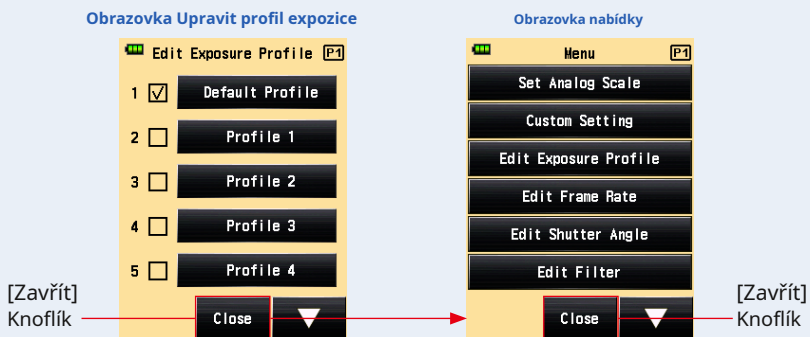 Obrazovka Upravit profil expozice
Edit Exposure Profile P1
1 Default Profile
2 Profile 1
3 Profile 2
4 Profile 3
5 Profile 4
[Zavřít]
Knoflík
Close
Obrazovka nabídky
Menu P1
Set Analog Scale
Custom Setting
Edit Exposure Profile
Edit Frame Rate
Edit Shutter Angle
Edit Filter
Close
[Zavřít]
Knoflík